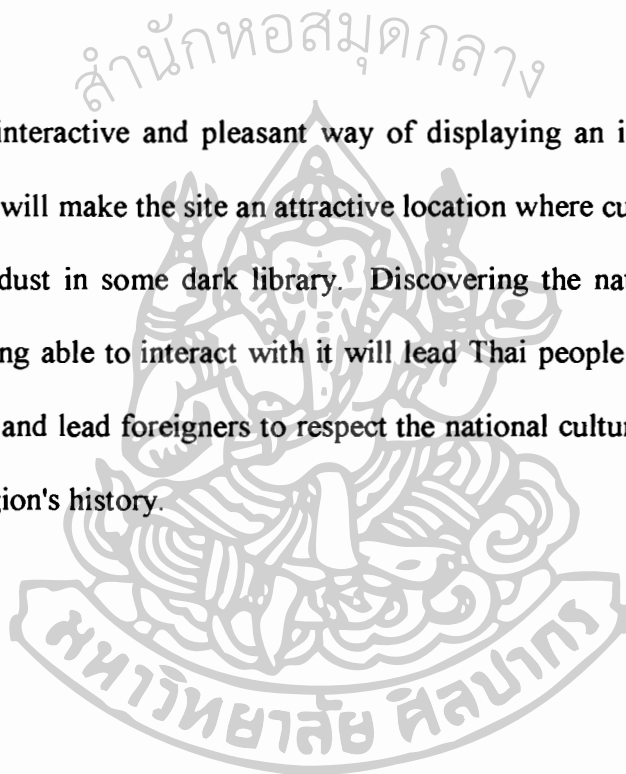 สำนักหอสมุดกลาง
interactive and pleasant way of displaying an i
will make the site an attractive location where cu
dust in some dark library. Discovering the nat
ng able to interact with it will lead Thai people
and lead foreigners to respect the national cultur
gion's history.
มหาวิทยาลัย ศิลปากร